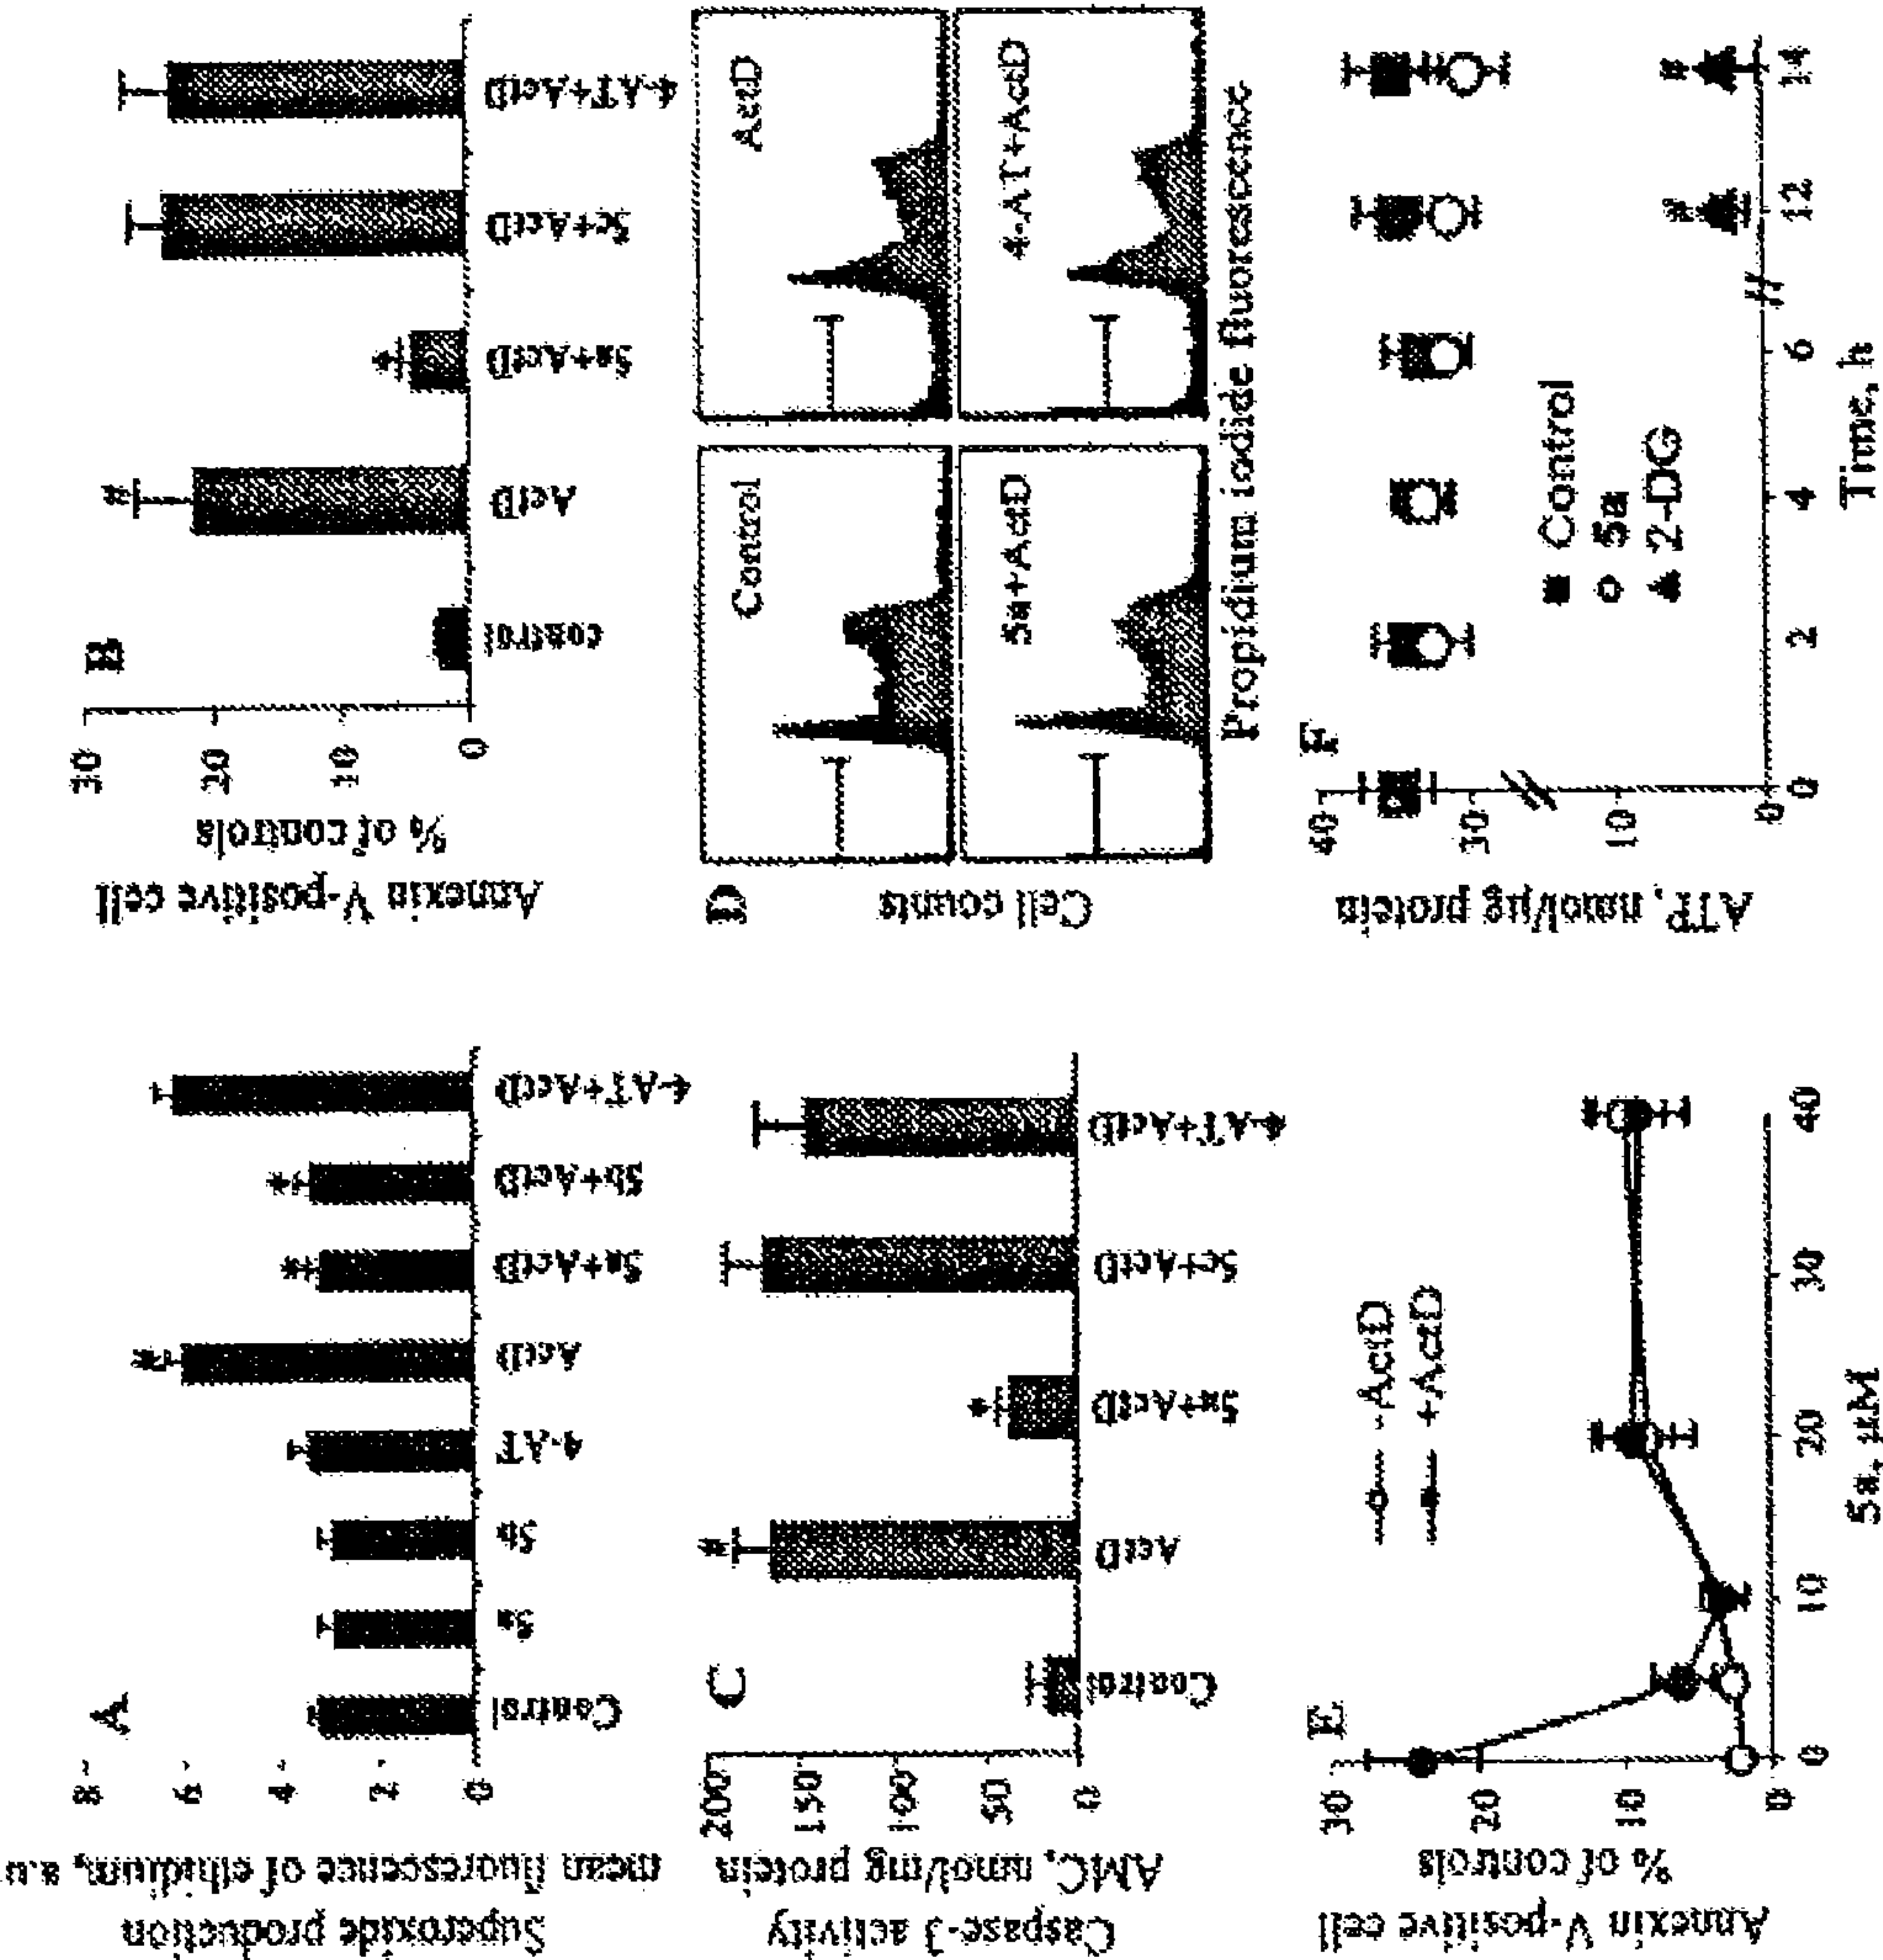 A
Superoxide production
mean fluorescence of ethidium, a.u
8
6
4
2
0
Control
5a
5b
4-AT
ActD
5a+ActD
5b+ActD
4-AT+ActD
#
*
*
B
Annexin V-positive cell
% of controls
30
20
10
0
control
ActD
5a+ActD
5c+ActD
4-AT+ActD
#
*
C
Caspase-3 activity
AMC, nmol/mg protein
200
150
100
50
0
Control
ActD
5a+ActD
5c+ActD
4-AT+ActD
#
*
D
Cell counts
Control
ActD
5a+ActD
4-AT+ActD
Propidium iodide fluorescence
E
Annexin V-positive cell
% of controls
30
20
10
0
-ActD
+ActD
0
10
20
30
40
5a, µM
F
ATP, nmol/µg protein
40
30
10
0
Control
5a
2-DG
#
#
0
2
4
6
12
14
Time, h